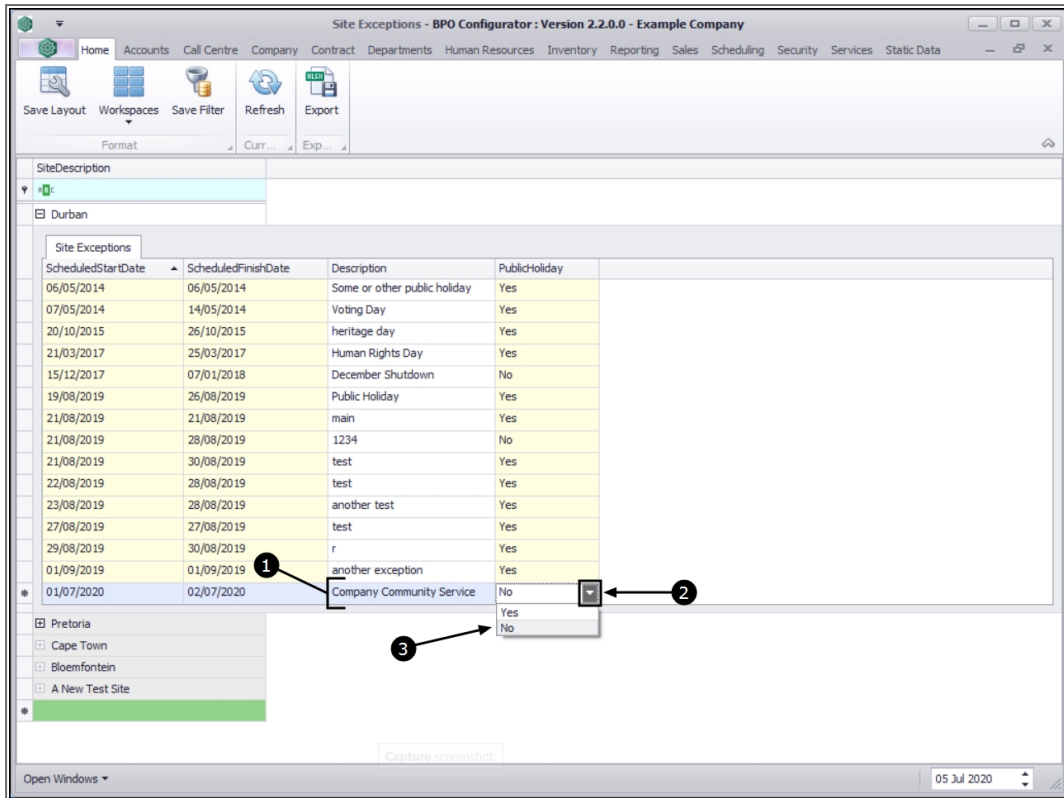 Site Exceptions - BPO Configurator : Version 2.2.0.0 - Example Company
Home Accounts Call Centre Company Contract Departments Human Resources Inventory Reporting Sales Scheduling Security Services Static Data
Save Layout Workspaces Save Filter Refresh Export
Format Curr... Exp...
SiteDescription
Durban
Site Exceptions
ScheduledStartDate ScheduledFinishDate Description PublicHoliday
06/05/2014 06/05/2014 Some or other public holiday Yes
07/05/2014 14/05/2014 Voting Day Yes
20/10/2015 26/10/2015 heritage day Yes
21/03/2017 25/03/2017 Human Rights Day Yes
15/12/2017 07/01/2018 December Shutdown No
19/08/2019 26/08/2019 Public Holiday Yes
21/08/2019 21/08/2019 main Yes
21/08/2019 28/08/2019 1234 No
21/08/2019 30/08/2019 test Yes
22/08/2019 28/08/2019 test Yes
23/08/2019 28/08/2019 another test Yes
27/08/2019 27/08/2019 test Yes
29/08/2019 30/08/2019 r Yes
01/09/2019 01/09/2019 another exception Yes
1
01/07/2020 02/07/2020 Company Community Service No
2
Yes
No
3
Pretoria
Cape Town
Bloemfontein
A New Test Site
Capture screenshot.
Open Windows 05 Jul 2020